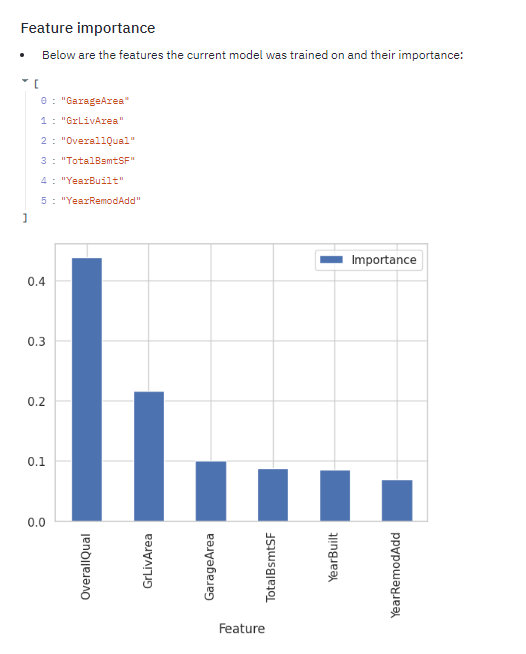 Feature importance
Below are the features the current model was trained on and their importance:
[
0 : "GarageArea"
1 : "GrLivArea"
2 : "OverallQual"
3 : "TotalBsmtSF"
4 : "YearBuilt"
5 : "YearRemodAdd"
]
Importance
0.4
0.3
0.2
0.1
0.0
OverallQual
GrLivArea
GarageArea
TotalBsmtSF
YearBuilt
YearRemodAdd
Feature